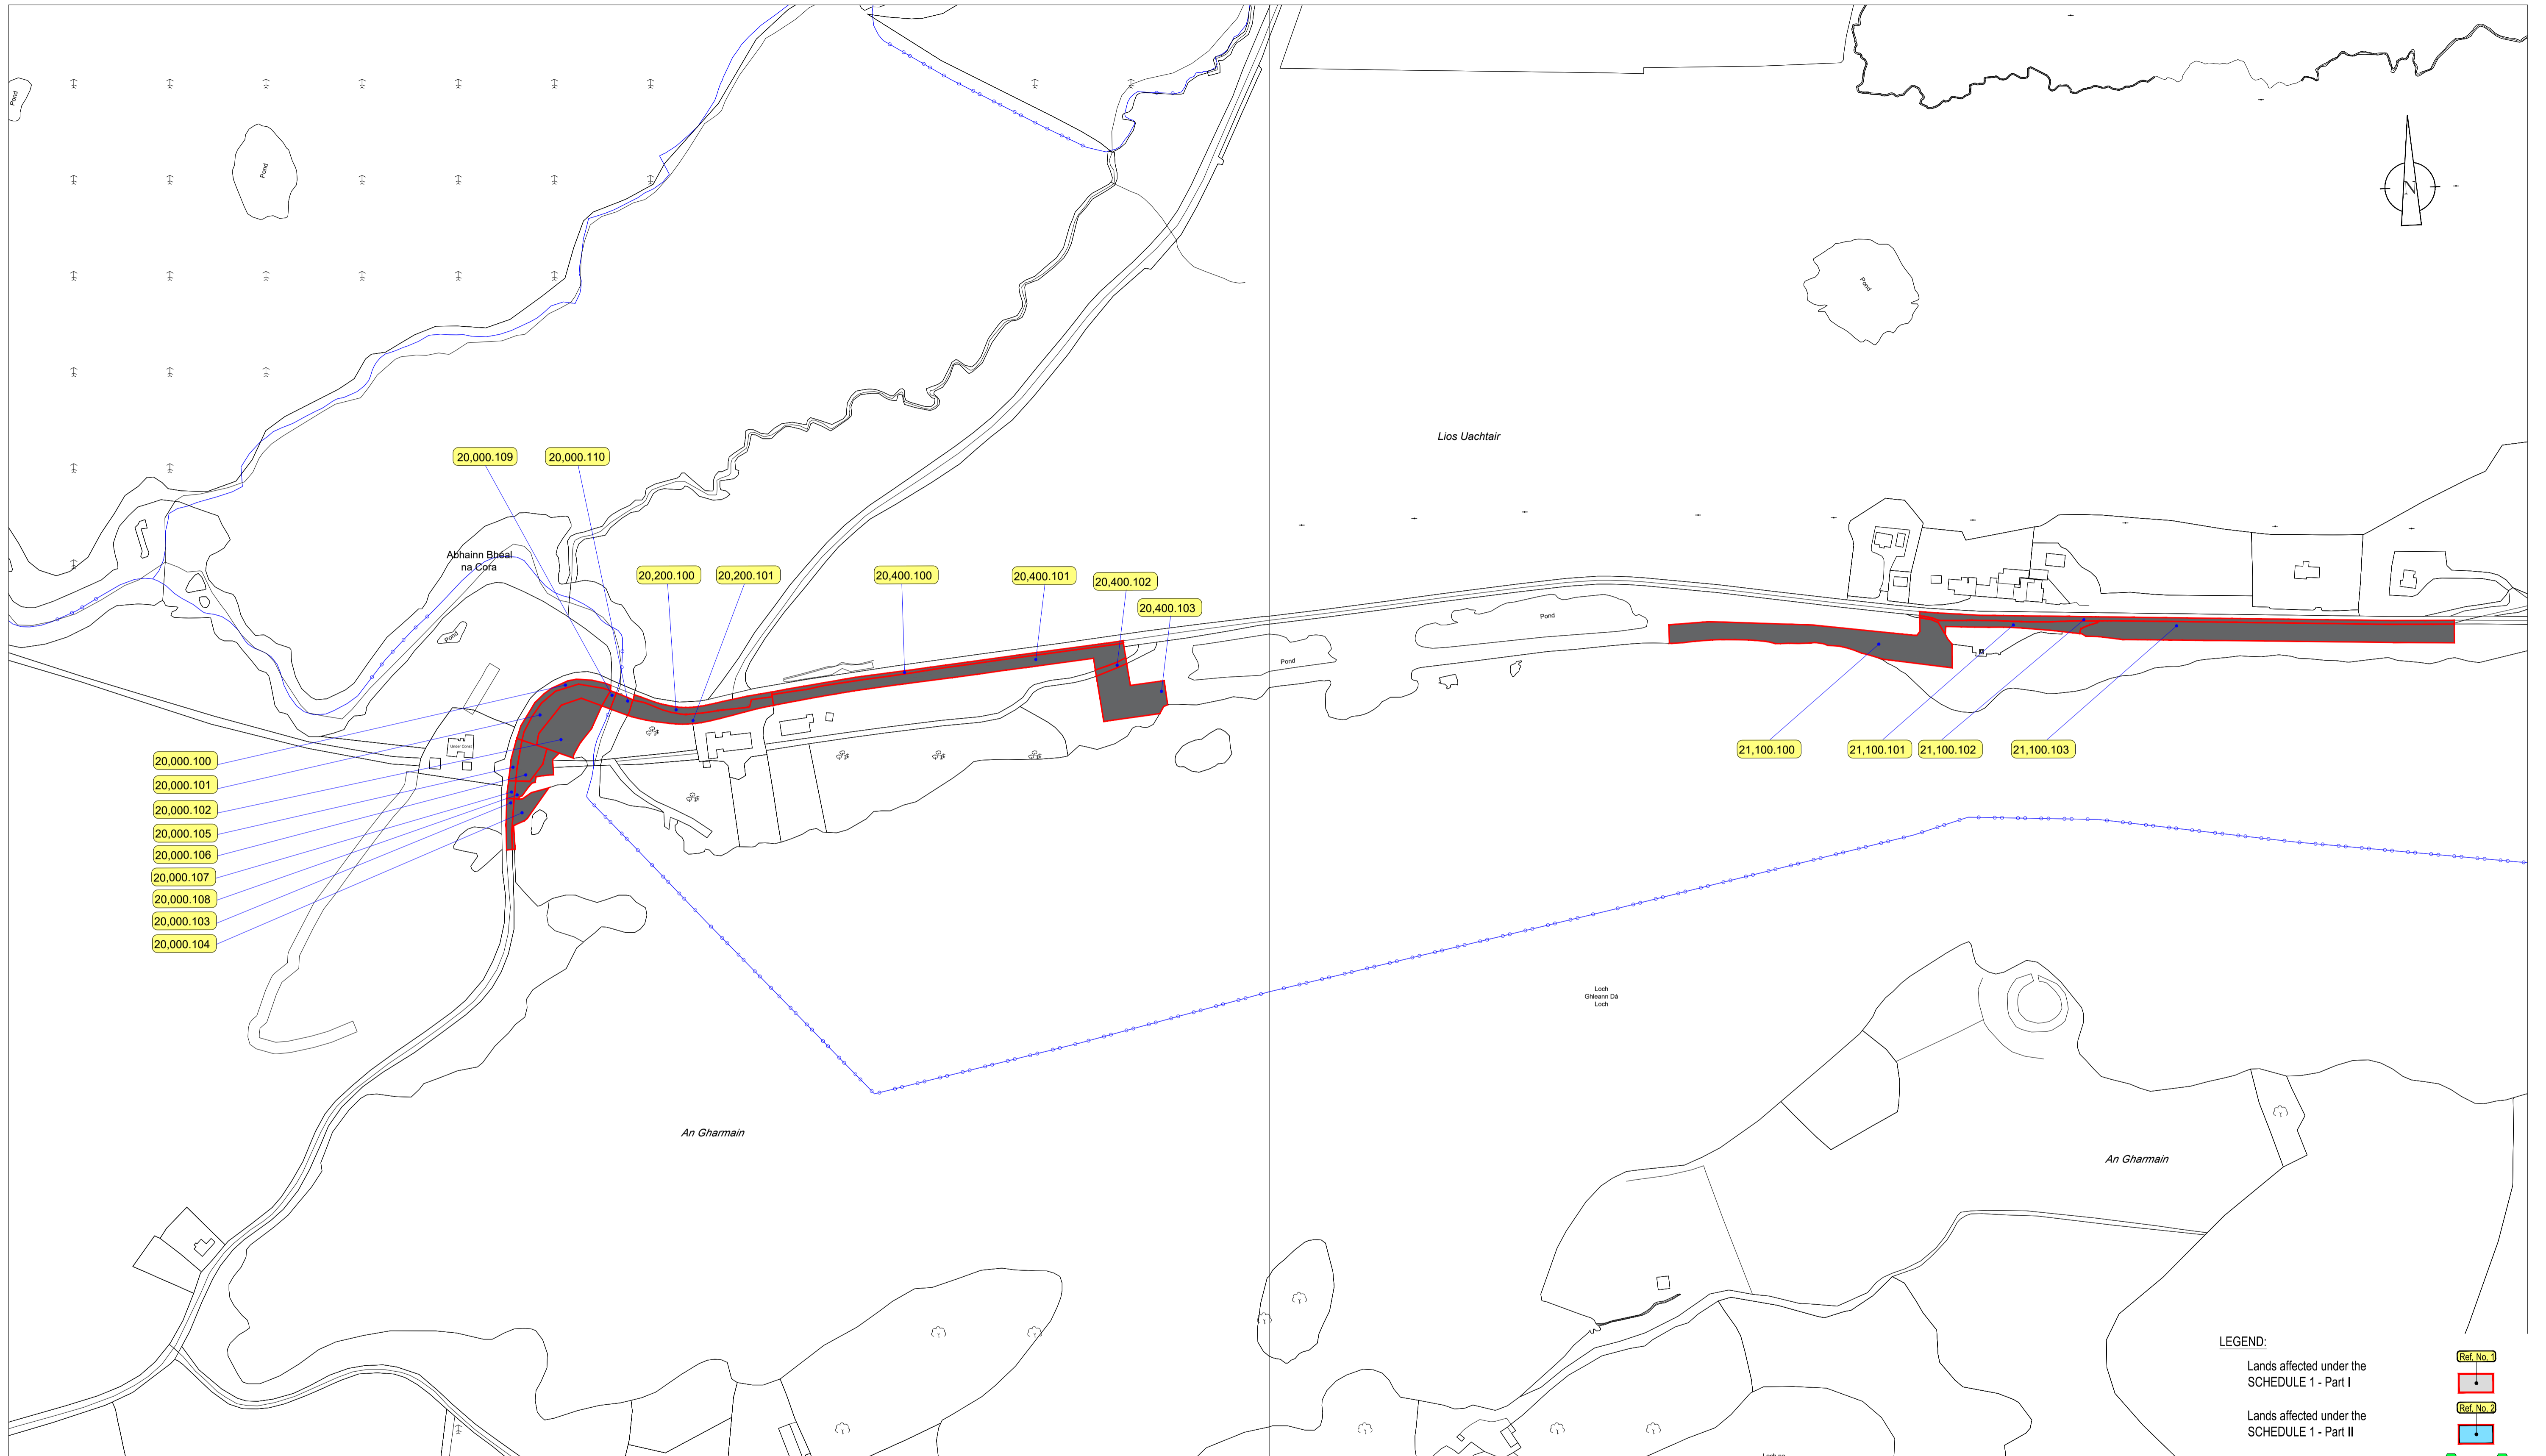 Pond
Pond
N
Pond
Lios Uachtair
20,000.109
20,000.110
Abhainn Bhéal
na Cora
20,200.100
20,200.101
20,400.100
20,400.101
20,400.102
20,400.103
Pond
Pond
Pond
Under Const
21,100.100
21,100.101
21,100.102
21,100.103
20,000.100
20,000.101
20,000.102
20,000.105
20,000.106
20,000.107
20,000.108
20,000.103
20,000.104
Loch
Ghleann Dá
Loch
An Gharmain
An Gharmain
LEGEND:
Lands affected under the
SCHEDULE 1 - Part I
Ref. No. 1
Lands affected under the
SCHEDULE 1 - Part II
Ref. No. 2